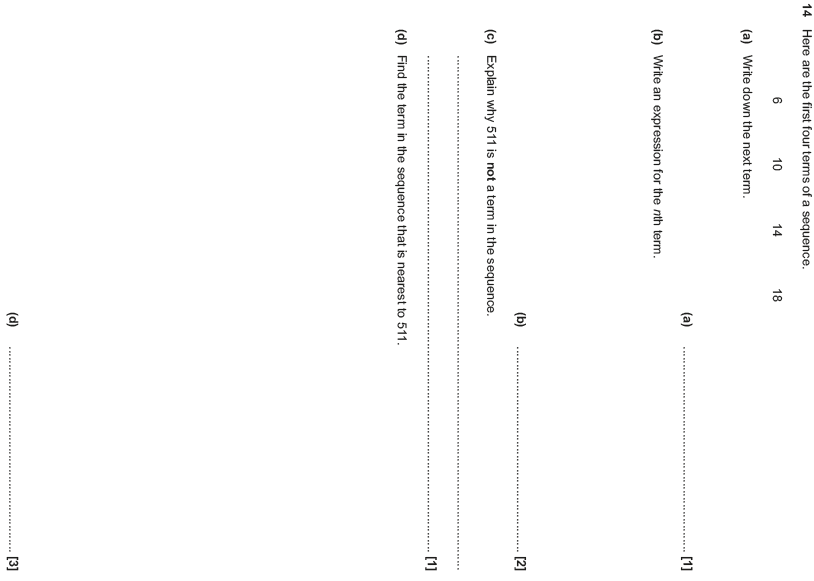 14 Here are the first four terms of a sequence.
6 10 14 18
(a) Write down the next term.
(a) ........................................................ [1]
(b) Write an expression for the nth term.
(b) ........................................................ [2]
(c) Explain why 511 is not a term in the sequence.
........................................................................................................................................
................................................................................................................................ [1]
(d) Find the term in the sequence that is nearest to 511.
(d) ........................................................ [3]